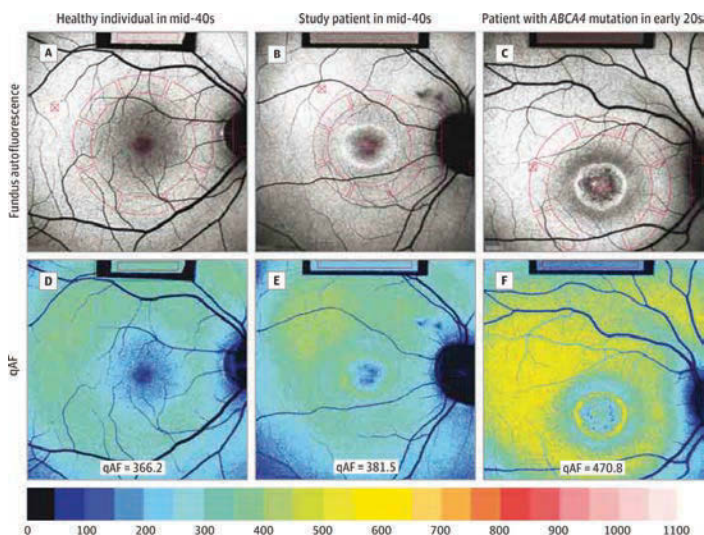 Healthy individual in mid-40s
Study patient in mid-40s
Patient with ABCA4 mutation in early 20s
Fundus autofluorescence
A
B
C
qAF
D
E
F
qAF = 366.2
qAF = 381.5
qAF = 470.8
0 100 200 300 400 500 600 700 800 900 1000 1100